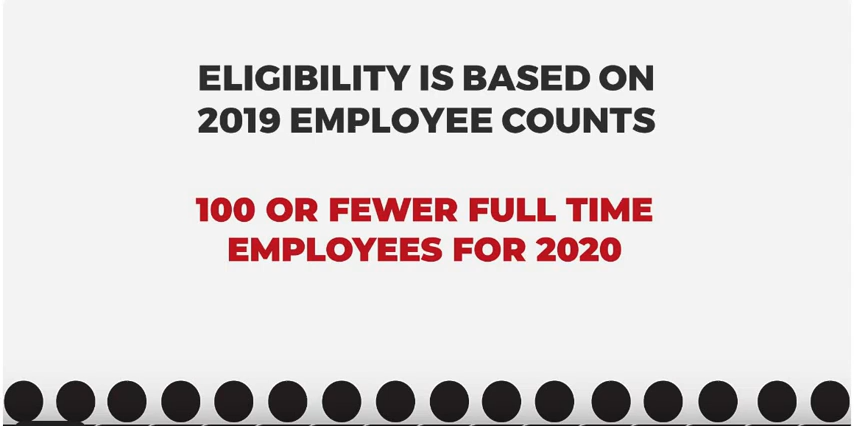 ELIGIBILITY IS BASED ON
2019 EMPLOYEE COUNTS
100 OR FEWER FULL TIME
EMPLOYEES FOR 2020